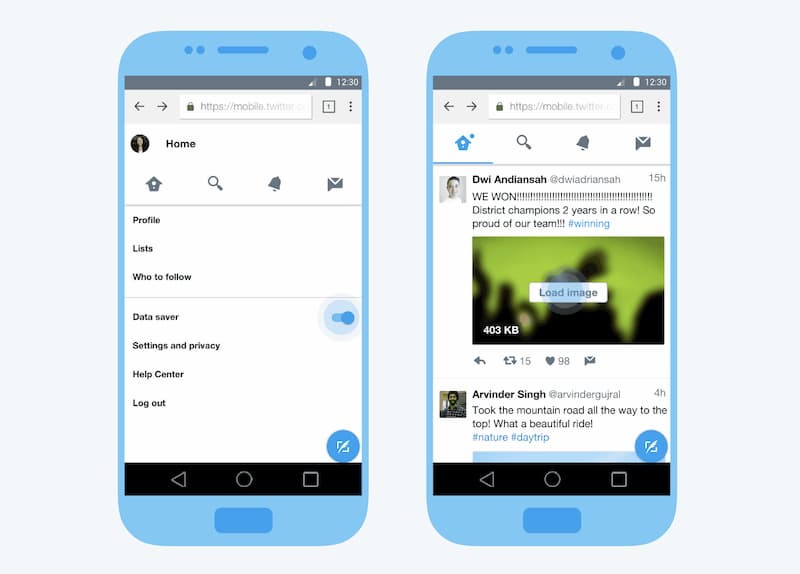 12:30
https://mobile.twitter.c
1
Home
Profile
Lists
Who to follow
Data saver
Settings and privacy
Help Center
Log out
12:30
https://mobile.twitter.c
1
Dwi Andiansah @dwiadriansah 15h
WE WON!!!!!!!!!!!!!!!!!!!!!!!!!!!!!!!!!!!!!!!!!!!!!!!!!!!!!
District champions 2 years in a row! So
proud of our team!!! #winning
Load image
403 KB
15 98
Arvinder Singh @arvindergujral 4h
Took the mountain road all the way to the
top! What a beautiful ride!
#nature #daytrip